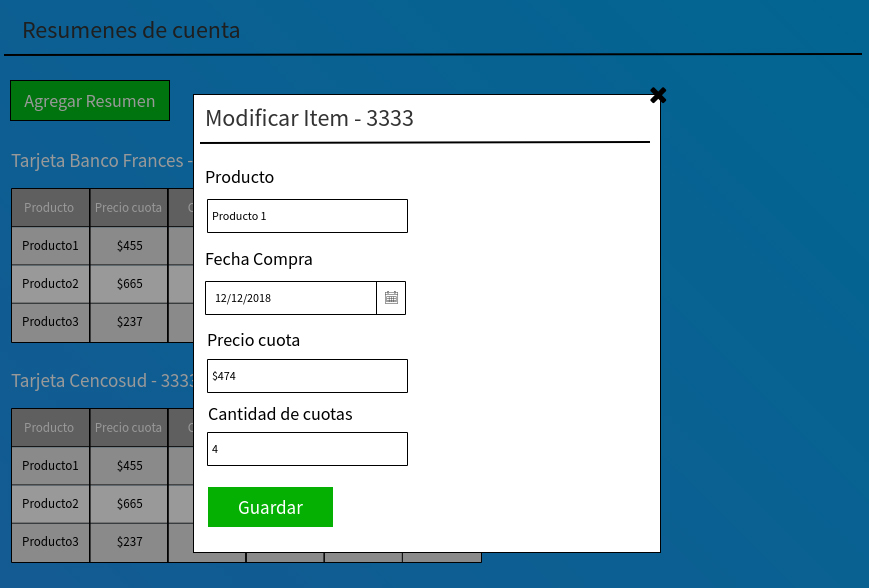 Resumenes de cuenta
Agregar Resumen
Tarjeta Banco Frances -
Producto Precio cuota C
Producto1 $455
Producto2 $665
Producto3 $237
Tarjeta Cencosud - 3333
Producto Precio cuota C
Producto1 $455
Producto2 $665
Producto3 $237
Modificar Item - 3333
Producto
Producto 1
Fecha Compra
12/12/2018
Precio cuota
$474
Cantidad de cuotas
4
Guardar